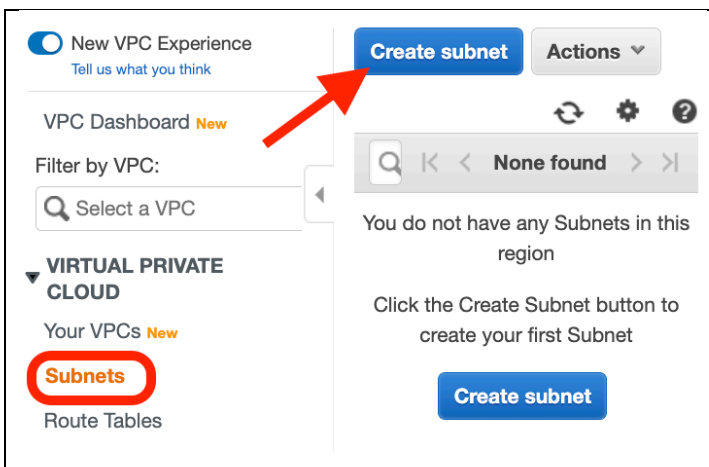 New VPC Experience
Tell us what you think
VPC Dashboard New
Filter by VPC:
Select a VPC
VIRTUAL PRIVATE
CLOUD
Your VPCs New
Subnets
Route Tables
Create subnet
Actions
None found
You do not have any Subnets in this
region
Click the Create Subnet button to
create your first Subnet
Create subnet